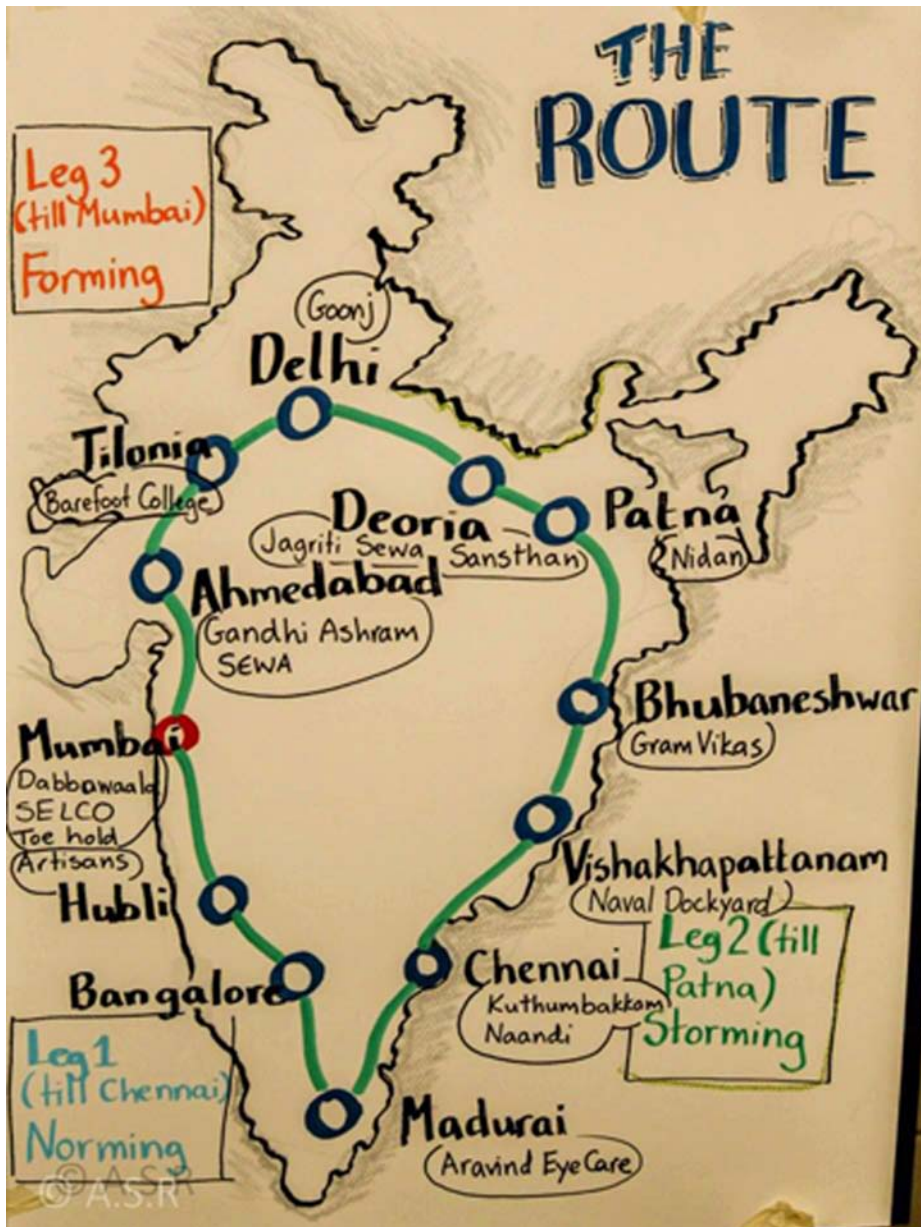 THE
ROUTE
Leg 3
(till Mumbai)
Forming
Goonj
Delhi
Tilonia
Barefoot College
Deoria
Jagriti Sewa Sansthan
Patna
Nidan
Ahmedabad
Gandhi Ashram
SEWA
Bhubaneshwar
Gram Vikas
Mumbai
Dabbawaala
SELCO
Toe hold
Artisans
Hubli
Vishakhapattanam
Naval Dockyard
Leg 2 (till
Patna)
Storming
Bangalore
Chennai
Kuthumbakkam
Naandi
Leg 1
(till Chennai)
Norming
Madurai
Aravind Eye Care
© A.S.R